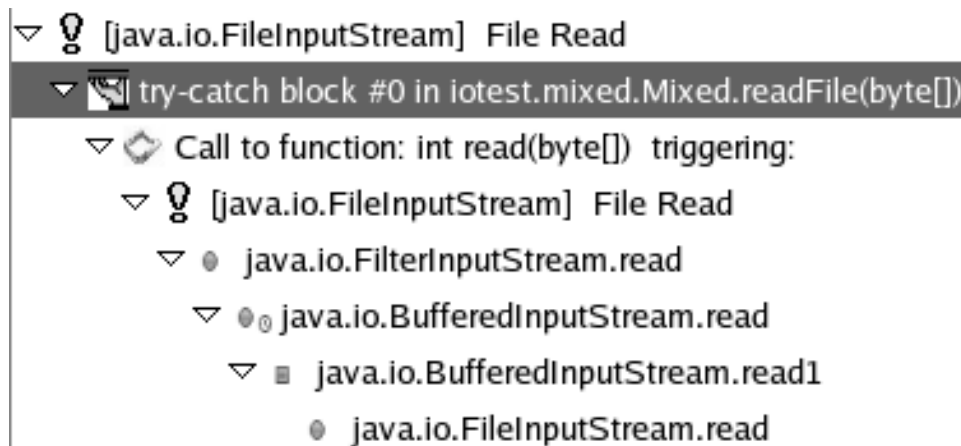 [java.io.FileInputStream] File Read
try-catch block #0 in iotest.mixed.Mixed.readFile(byte[])
Call to function: int read(byte[]) triggering:
[java.io.FileInputStream] File Read
java.io.FilterInputStream.read
java.io.BufferedInputStream.read
java.io.BufferedInputStream.read1
java.io.FileInputStream.read